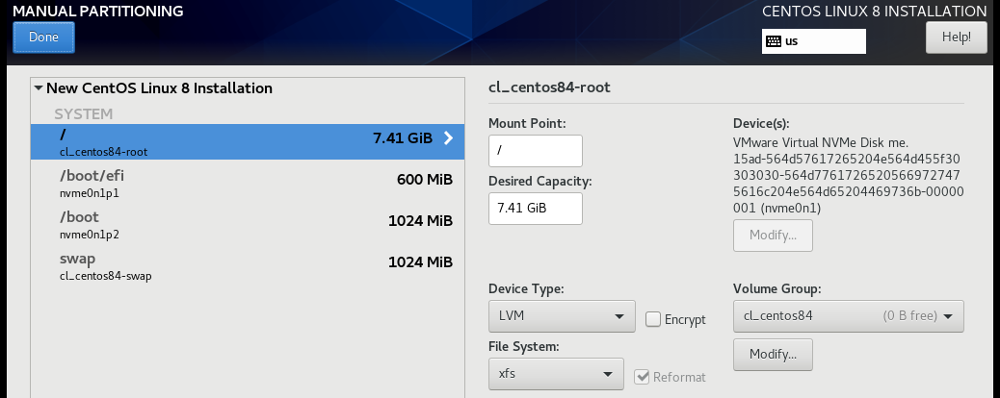 MANUAL PARTITIONING
CENTOS LINUX 8 INSTALLATION
Done
us
Help!
New CentOS Linux 8 Installation
SYSTEM
/
7.41 GiB
cl_centos84-root
/boot/efi
600 MiB
nvme0n1p1
/boot
1024 MiB
nvme0n1p2
swap
1024 MiB
cl_centos84-swap
cl_centos84-root
Mount Point:
/
Desired Capacity:
7.41 GiB
Device(s):
VMware Virtual NVMe Disk me.
15ad-564d57617265204e564d455f30
303030-564d7761726520566972747
5616c204e564d65204469736b-00000
001 (nvme0n1)
Modify...
Device Type:
LVM
Encrypt
Volume Group:
cl_centos84 (0 B free)
File System:
xfs
Reformat
Modify...